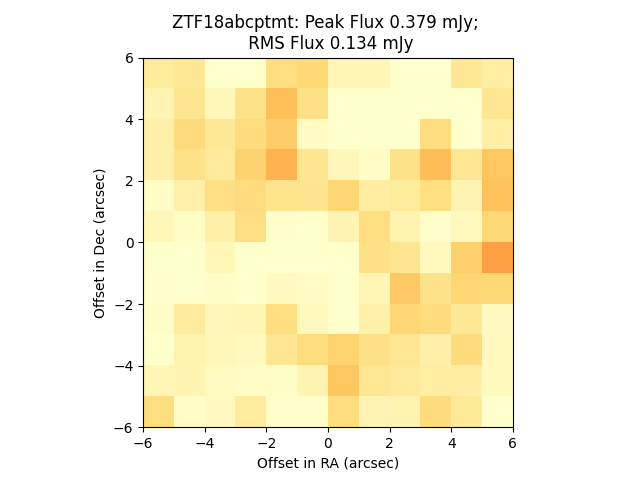 ZTF18abcptmt: Peak Flux 0.379 mJy;
RMS Flux 0.134 mJy
6
4
2
0
−2
−4
−6
Offset in Dec (arcsec)
−6 −4 −2 0 2 4 6
Offset in RA (arcsec)